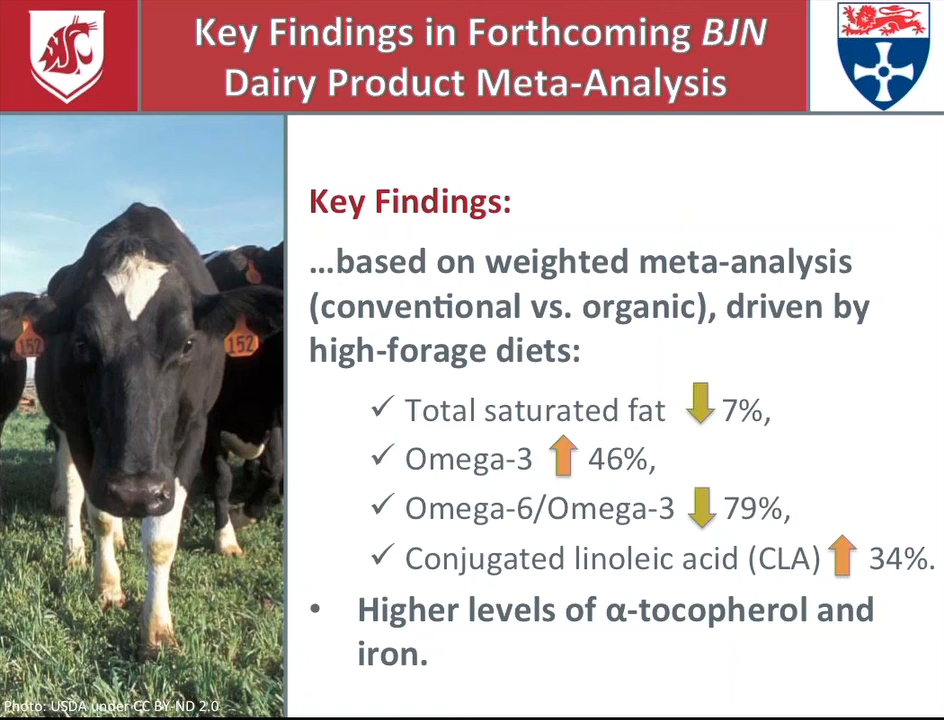 Key Findings in Forthcoming BJN
Dairy Product Meta-Analysis
Key Findings:
…based on weighted meta-analysis
(conventional vs. organic), driven by
high-forage diets:
✓ Total saturated fat 7%,
✓ Omega-3 46%,
✓ Omega-6/Omega-3 79%,
✓ Conjugated linoleic acid (CLA) 34%.
• Higher levels of α-tocopherol and
iron.
152
152
Photo: USDA under CC BY-ND 2.0